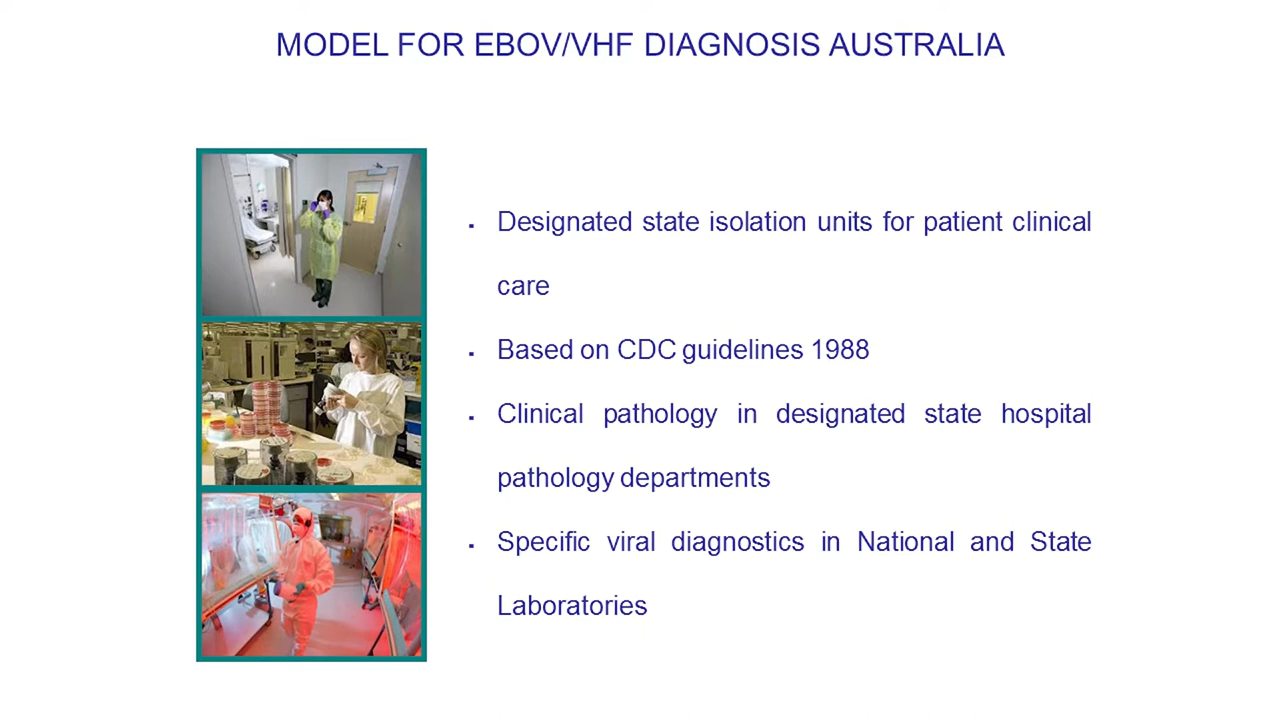 MODEL FOR EBOV/VHF DIAGNOSIS AUSTRALIA
▪ Designated state isolation units for patient clinical
care
▪ Based on CDC guidelines 1988
▪ Clinical pathology in designated state hospital
pathology departments
▪ Specific viral diagnostics in National and State
Laboratories